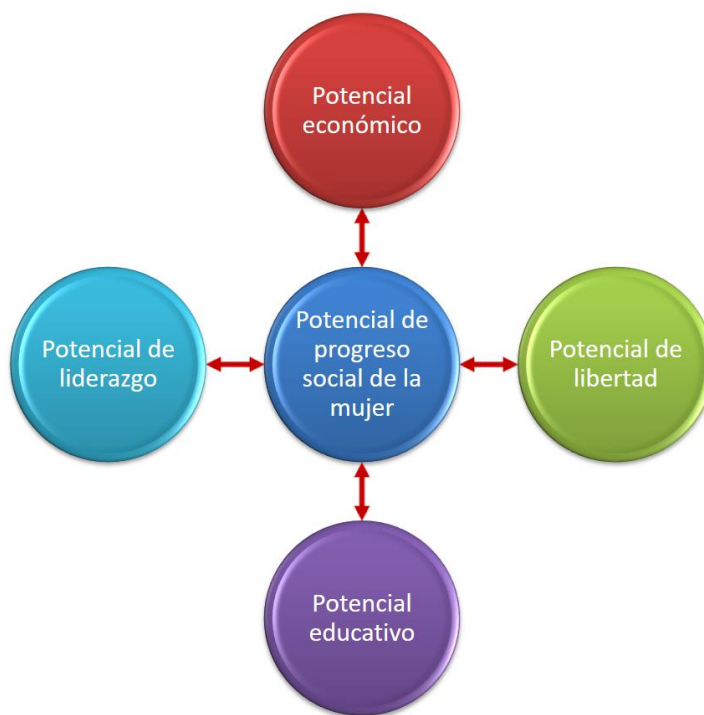 Potencial
económico
Potencial de
liderazgo
Potencial de
progreso
social de la
mujer
Potencial de
libertad
Potencial
educativo